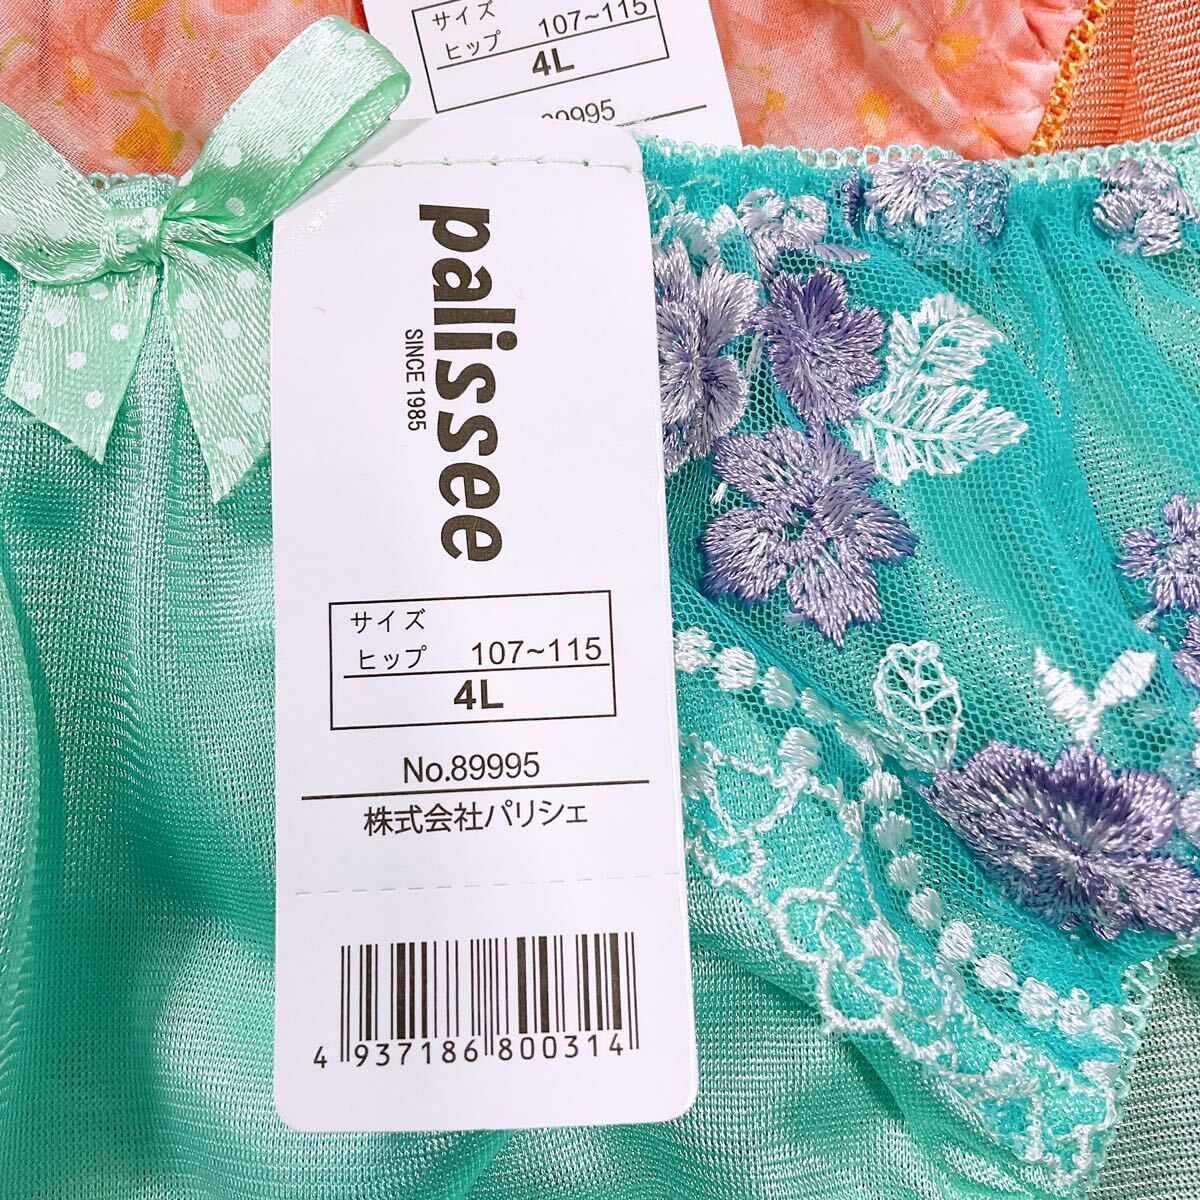 サイズ
ヒップ 107~115
4L
palissee
SINCE 1985
サイズ
ヒップ 107~115
4L
No.89995
株式会社パリシェ
4 937186 800314